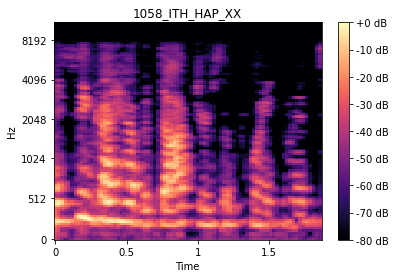 1058_ITH_HAP_XX
+0 dB
8192
-10 dB
4096
-20 dB
-30 dB
2048
-40 dB
Hz
1024
-50 dB
512
-60 dB
-70 dB
0
-80 dB
0
0.5
1
1.5
Time